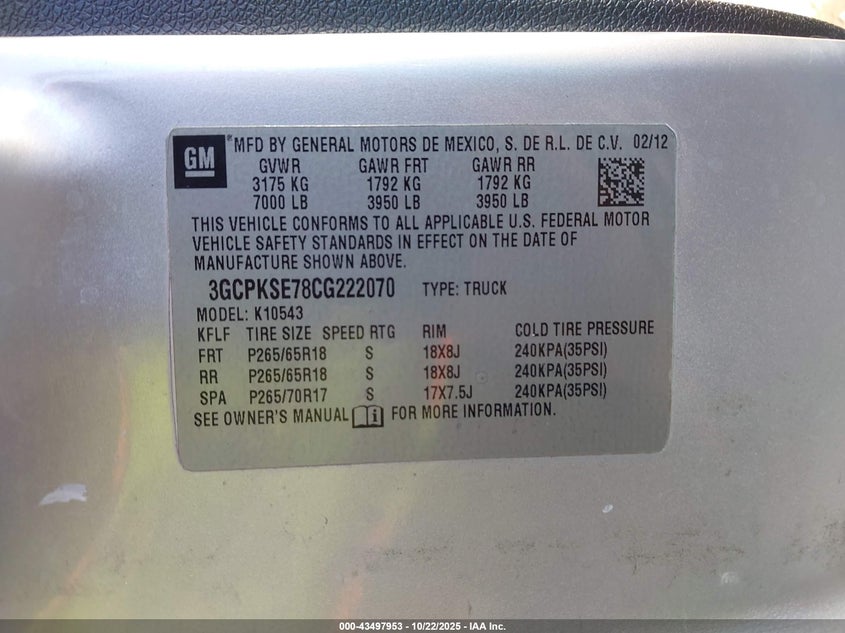 GM
® MFD BY GENERAL MOTORS DE MEXICO, S. DE R.L. DE C.V. 02/12
GVWR GAWR FRT GAWR RR
3175 KG 1792 KG 1792 KG
7000 LB 3950 LB 3950 LB
THIS VEHICLE CONFORMS TO ALL APPLICABLE U.S. FEDERAL MOTOR
VEHICLE SAFETY STANDARDS IN EFFECT ON THE DATE OF
MANUFACTURE SHOWN ABOVE.
3GCPKSE78CG222070 TYPE: TRUCK
MODEL: K10543
KFLF TIRE SIZE SPEED RTG RIM COLD TIRE PRESSURE
FRT P265/65R18 S 18X8J 240KPA(35PSI)
RR P265/65R18 S 18X8J 240KPA(35PSI)
SPA P265/70R17 S 17X7.5J 240KPA(35PSI)
SEE OWNER'S MANUAL FOR MORE INFORMATION.
000-43497953 - 10/22/2025 - IAA Inc.